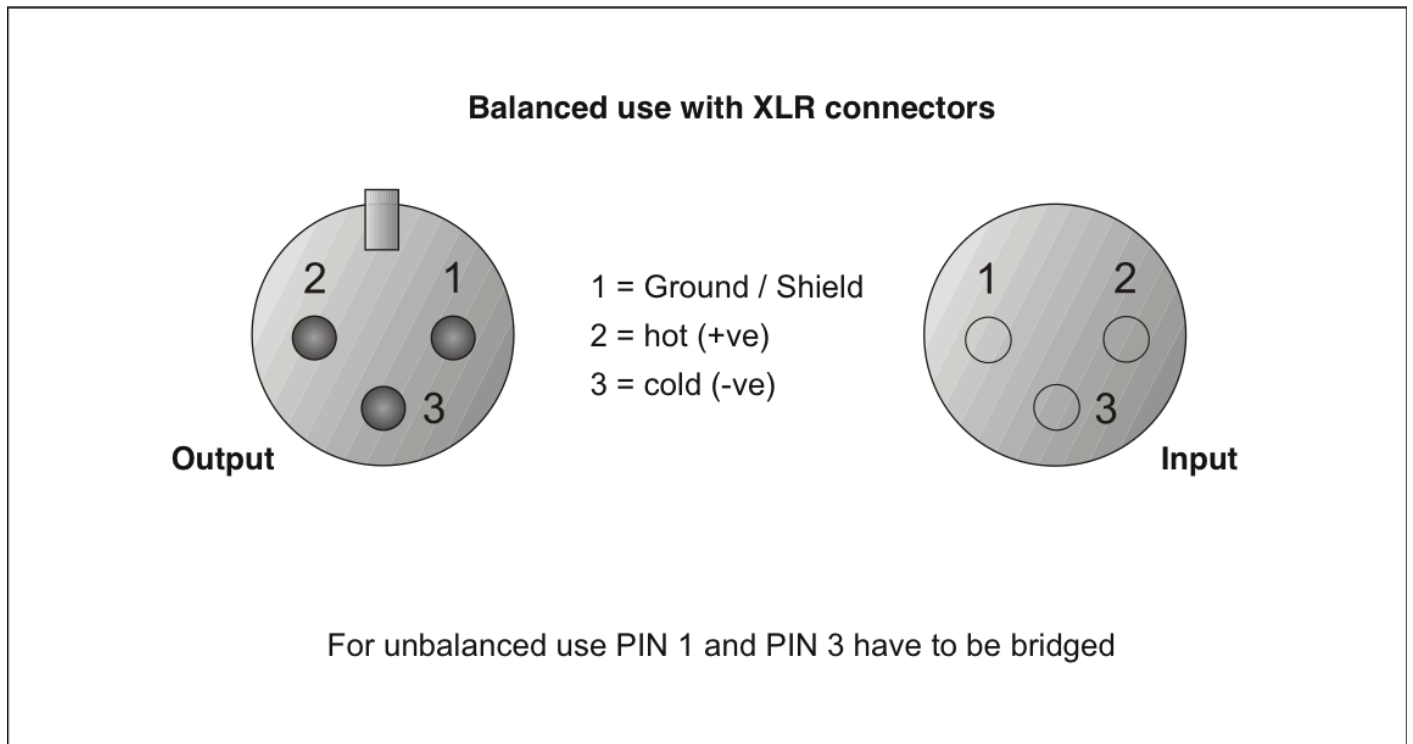 Balanced use with XLR connectors
2 1
3
Output
1 = Ground / Shield
2 = hot (+ve)
3 = cold (-ve)
1 2
3
Input
For unbalanced use PIN 1 and PIN 3 have to be bridged